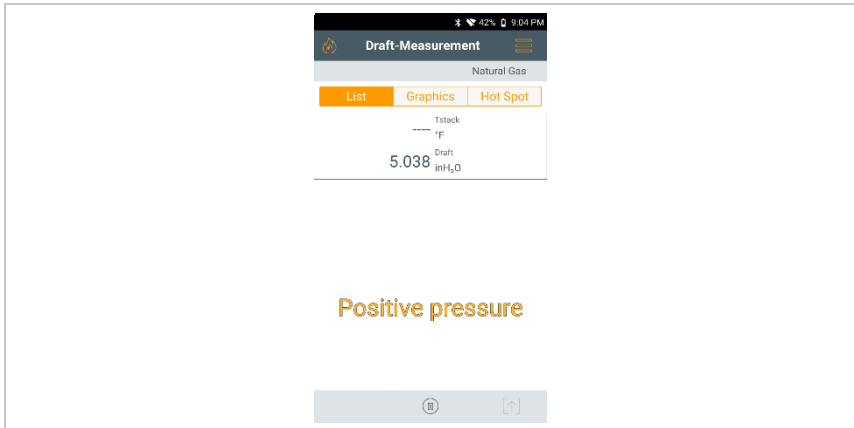 42% 9:04 PM
Draft-Measurement
Natural Gas
List Graphics Hot Spot
Tstack
---- °F
Draft
5.038 inH₂O
Positive pressure